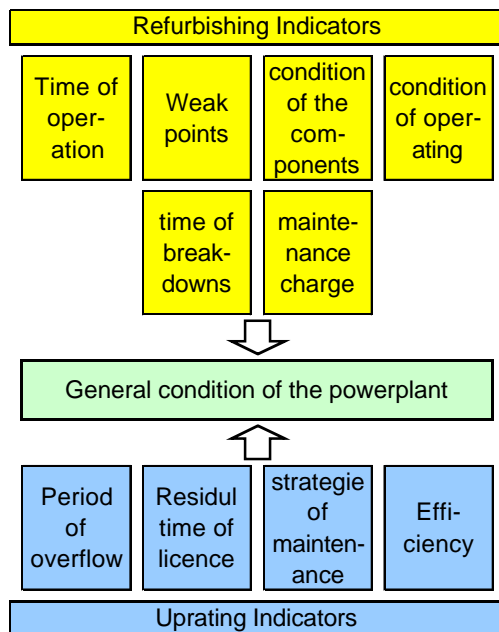 Refurbishing Indicators
Time of
oper-
ation
Weak
points
condition
of the
com-
ponents
condition
of oper-
ating
time of
break-
downs
mainte-
nance
charge
General condition of the powerplant
Period
of
overflow
Residul
time of
licence
strategie
of
mainten-
ance
Effi-
ciency
Uprating Indicators